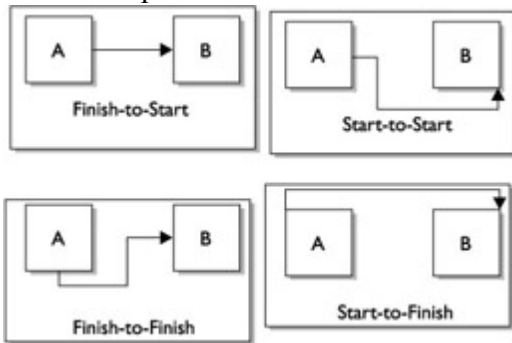 A B
Finish-to-Start
A B
Start-to-Start
A B
Finish-to-Finish
A B
Start-to-Finish